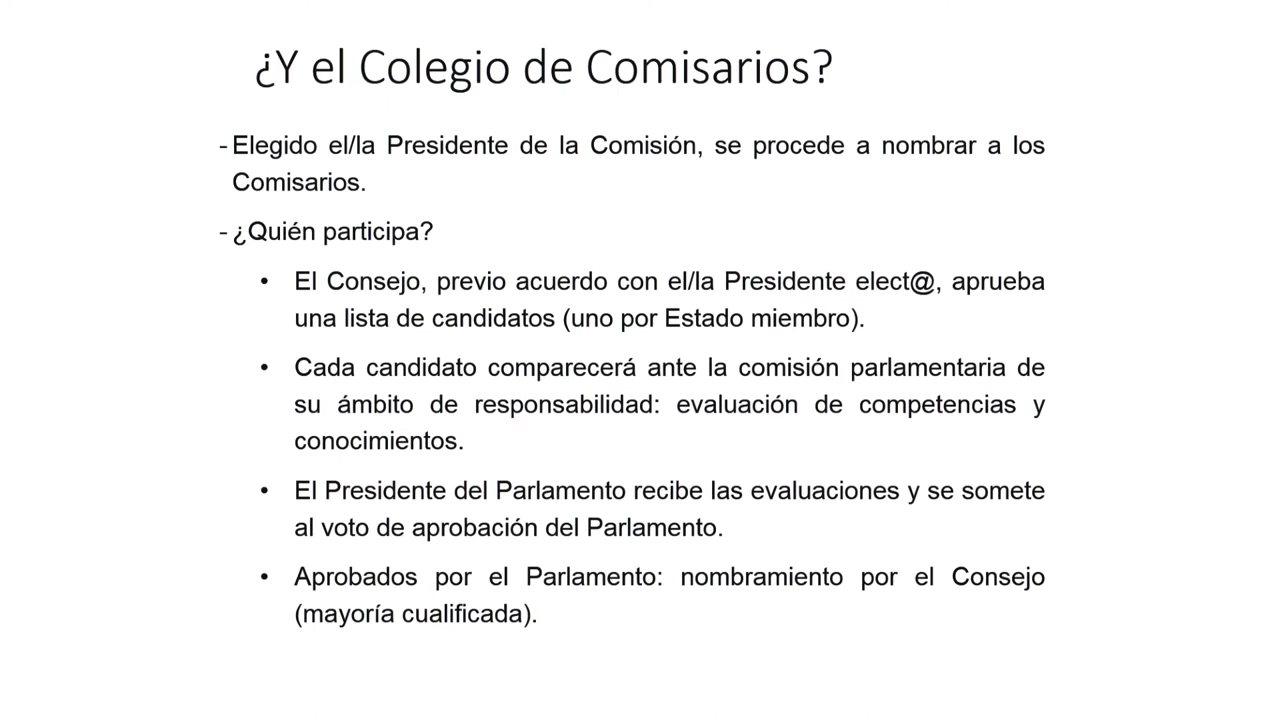 ¿Y el Colegio de Comisarios?
- Elegido el/la Presidente de la Comisión, se procede a nombrar a los
Comisarios.
- ¿Quién participa?
• El Consejo, previo acuerdo con el/la Presidente elect@, aprueba
una lista de candidatos (uno por Estado miembro).
• Cada candidato comparecerá ante la comisión parlamentaria de
su ámbito de responsabilidad: evaluación de competencias y
conocimientos.
• El Presidente del Parlamento recibe las evaluaciones y se somete
al voto de aprobación del Parlamento.
• Aprobados por el Parlamento: nombramiento por el Consejo
(mayoría cualificada).